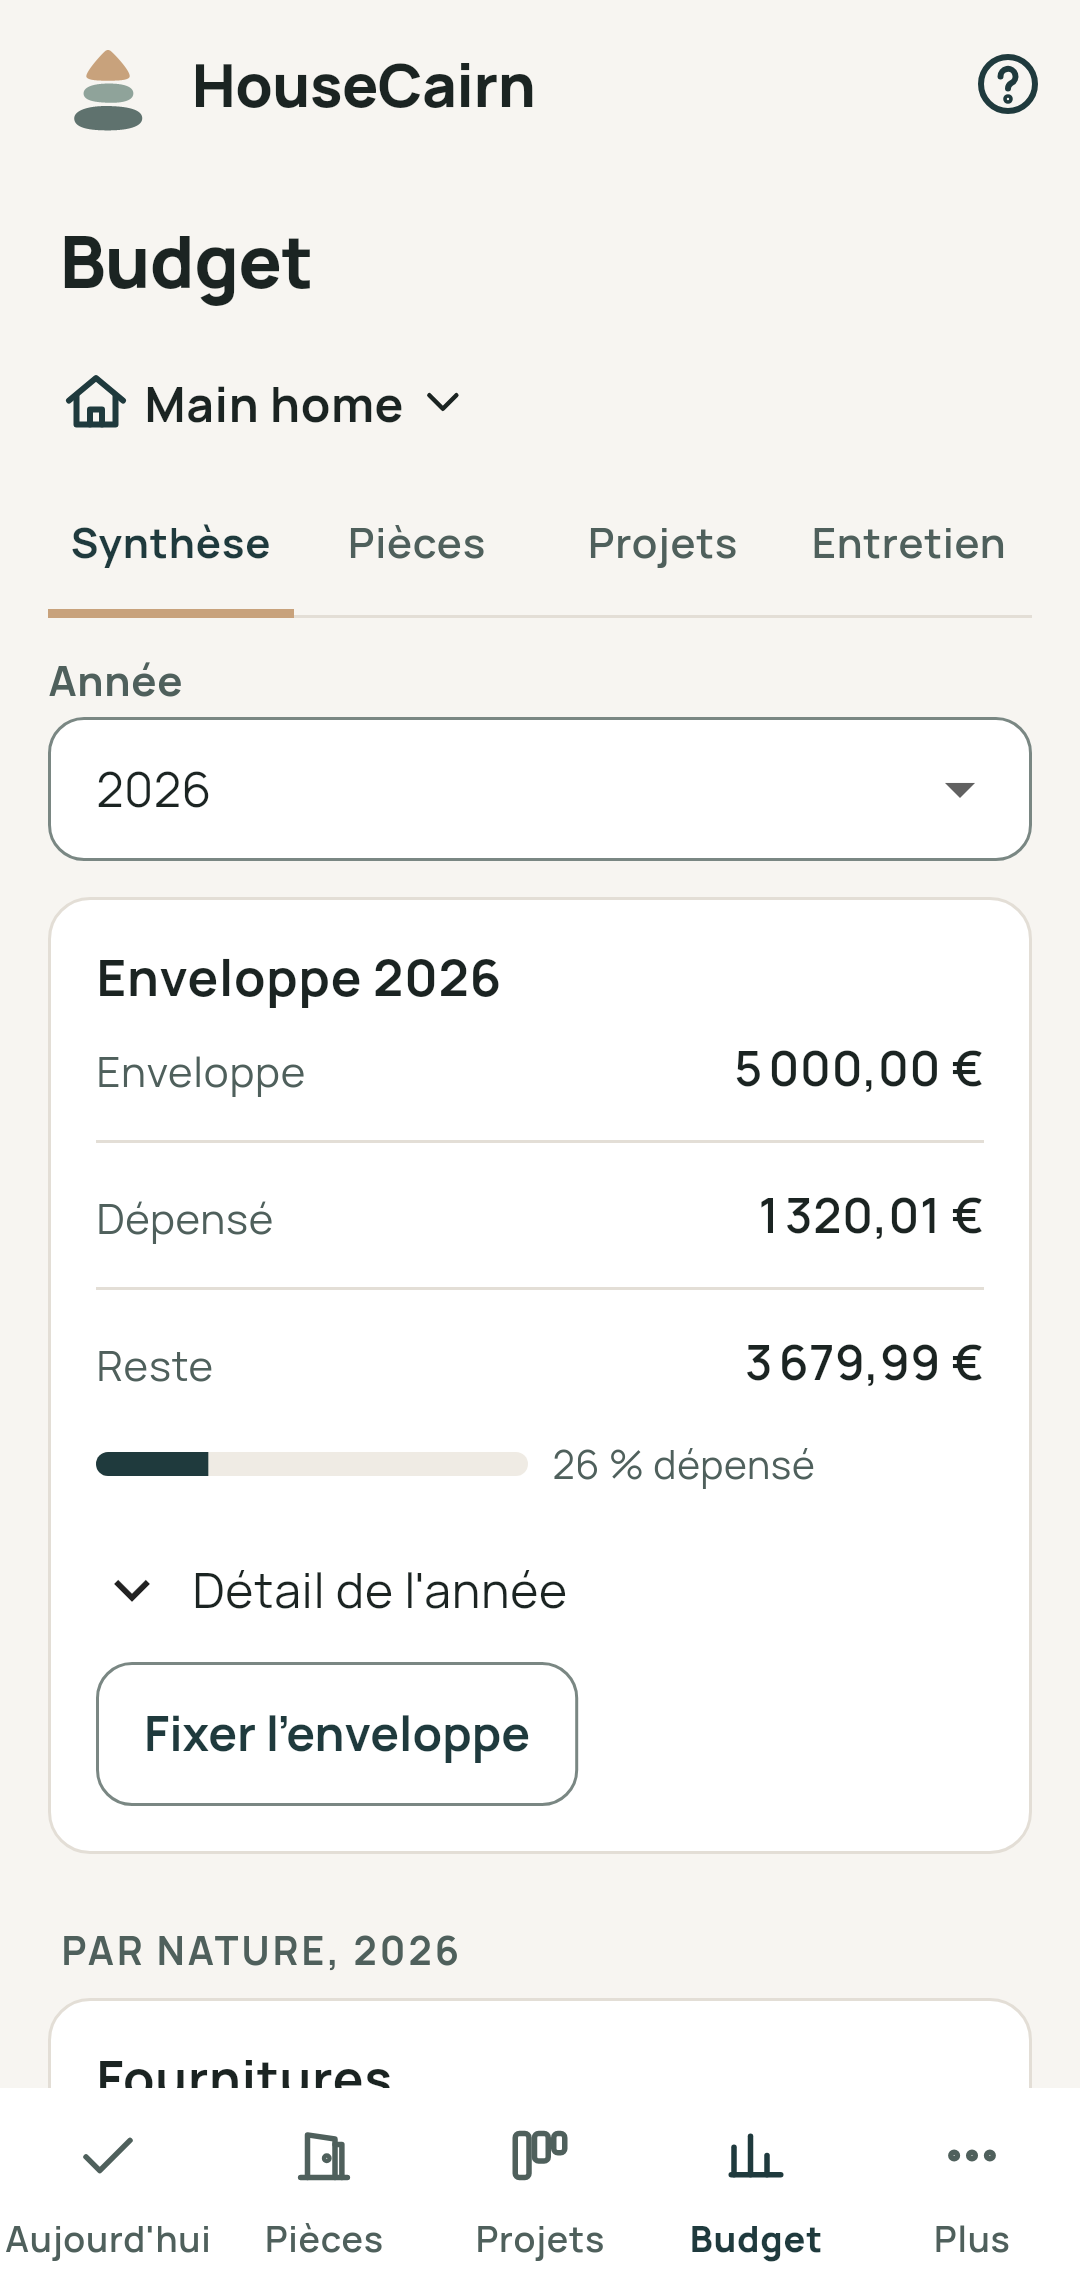 HouseCairn
Budget
Main home
Synthèse Pièces Projets Entretien
Année
2026
Enveloppe 2026
Enveloppe 5 000,00 €
Dépensé 1 320,01 €
Reste 3 679,99 €
26 % dépensé
Détail de l'année
Fixer l’enveloppe
PAR NATURE, 2026
Fournitures
Aujourd'hui Pièces Projets Budget Plus